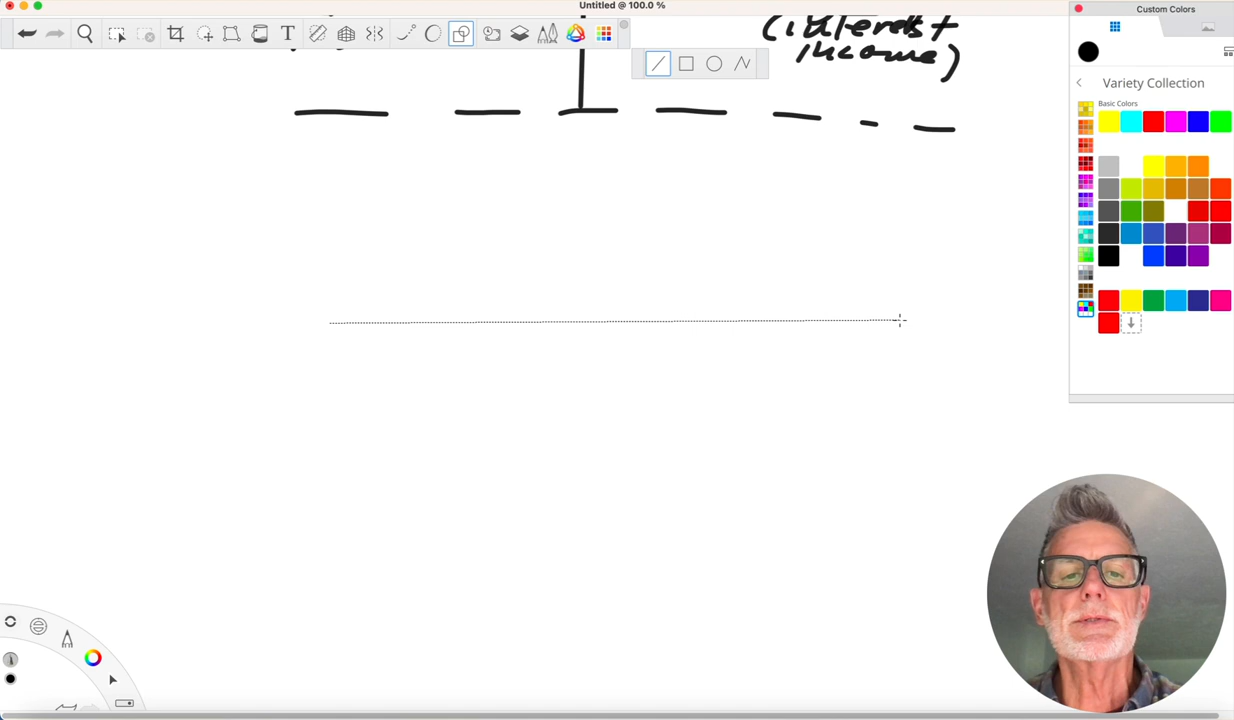 Untitled @ 100.0 %
Custom Colors
(interest
income)
Variety Collection
Basic Colors